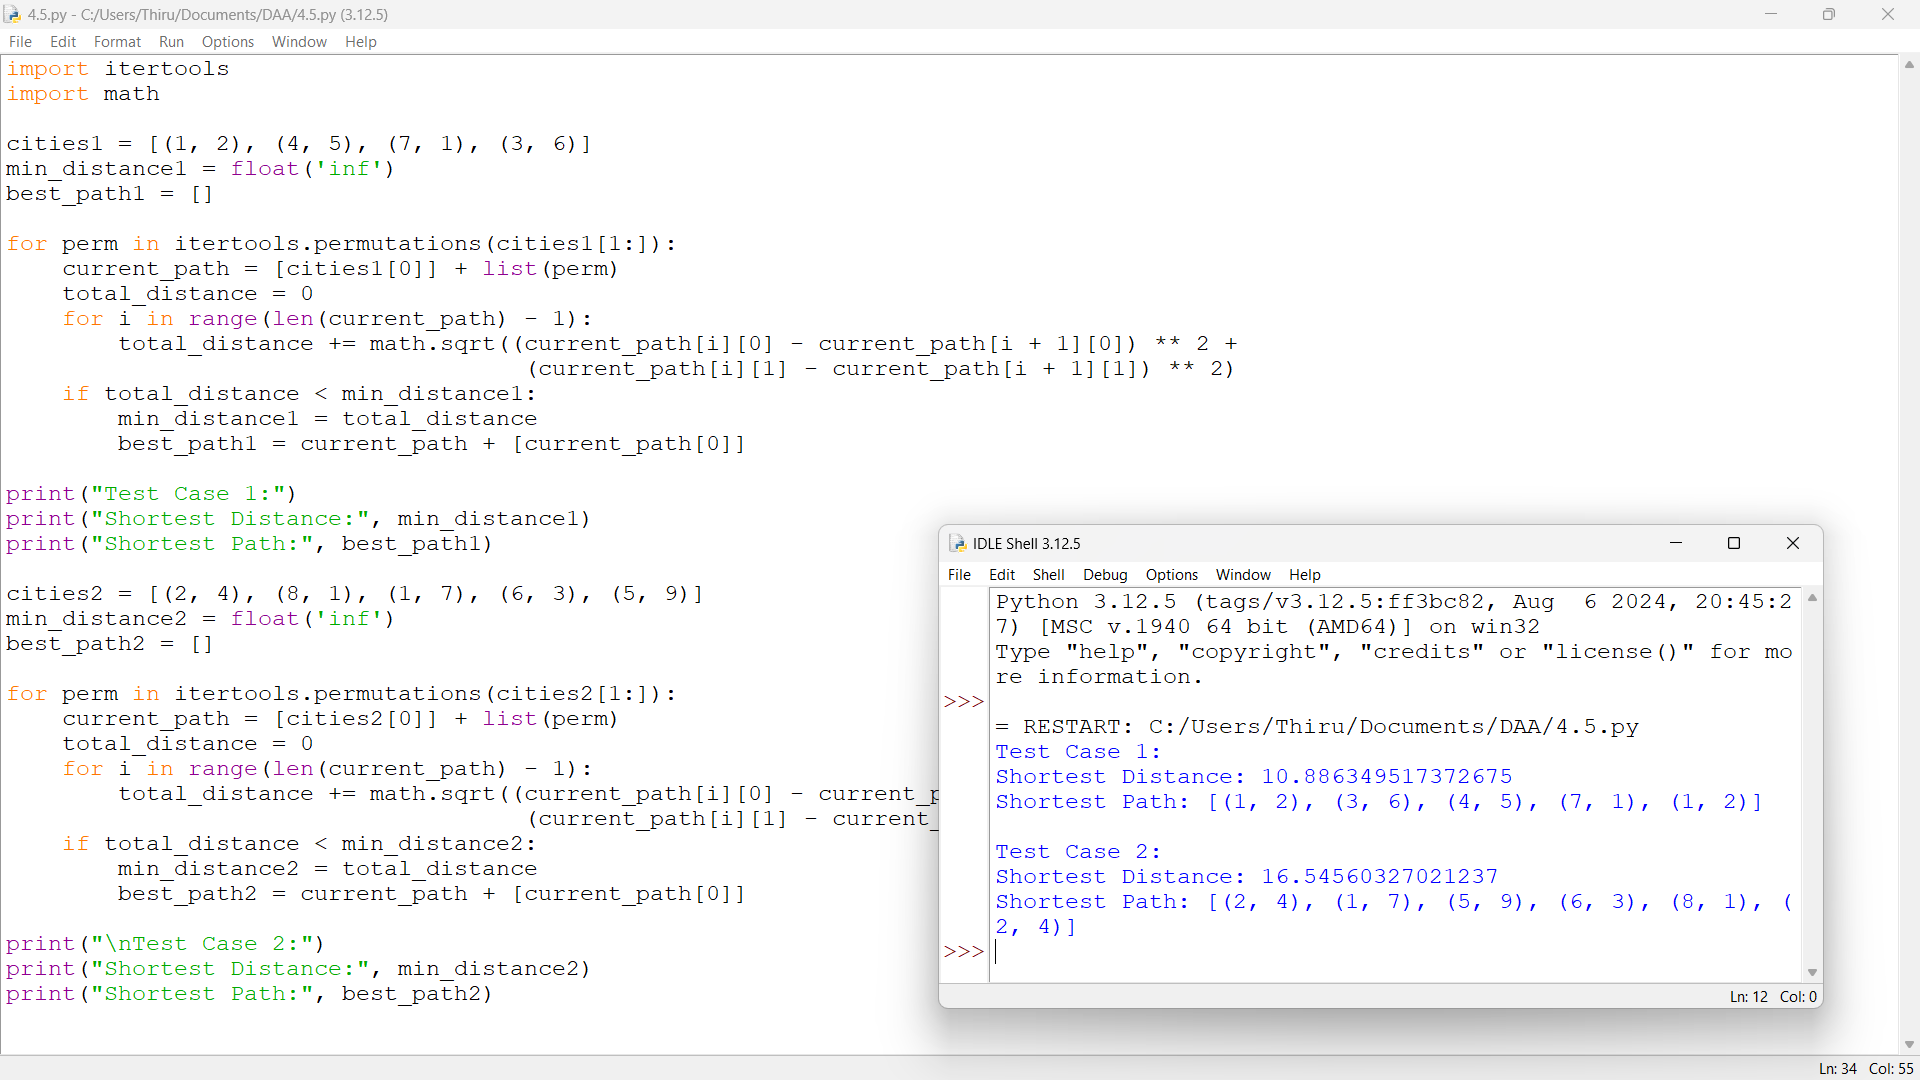 4.5.py - C:/Users/Thiru/Documents/DAA/4.5.py (3.12.5)
File Edit Format Run Options Window Help
import itertools
import math

cities1 = [(1, 2), (4, 5), (7, 1), (3, 6)]
min_distance1 = float('inf')
best_path1 = []

for perm in itertools.permutations(cities1[1:]):
    current_path = [cities1[0]] + list(perm)
    total_distance = 0
    for i in range(len(current_path) - 1):
        total_distance += math.sqrt((current_path[i][0] - current_path[i + 1][0]) ** 2 +
                                     (current_path[i][1] - current_path[i + 1][1]) ** 2)
    if total_distance < min_distance1:
        min_distance1 = total_distance
        best_path1 = current_path + [current_path[0]]

print("Test Case 1:")
print("Shortest Distance:", min_distance1)
print("Shortest Path:", best_path1)

cities2 = [(2, 4), (8, 1), (1, 7), (6, 3), (5, 9)]
min_distance2 = float('inf')
best_path2 = []

for perm in itertools.permutations(cities2[1:]):
    current_path = [cities2[0]] + list(perm)
    total_distance = 0
    for i in range(len(current_path) - 1):
        total_distance += math.sqrt((current_path[i][0] - current_p
                                     (current_path[i][1] - current_
    if total_distance < min_distance2:
        min_distance2 = total_distance
        best_path2 = current_path + [current_path[0]]

print("\nTest Case 2:")
print("Shortest Distance:", min_distance2)
print("Shortest Path:", best_path2)
IDLE Shell 3.12.5
File Edit Shell Debug Options Window Help
Python 3.12.5 (tags/v3.12.5:ff3bc82, Aug  6 2024, 20:45:2
7) [MSC v.1940 64 bit (AMD64)] on win32
Type "help", "copyright", "credits" or "license()" for mo
re information.
>>>
= RESTART: C:/Users/Thiru/Documents/DAA/4.5.py
Test Case 1:
Shortest Distance: 10.886349517372675
Shortest Path: [(1, 2), (3, 6), (4, 5), (7, 1), (1, 2)]

Test Case 2:
Shortest Distance: 16.54560327021237
Shortest Path: [(2, 4), (1, 7), (5, 9), (6, 3), (8, 1), (
2, 4)]
>>>
Ln: 12 Col: 0
Ln: 34 Col: 55